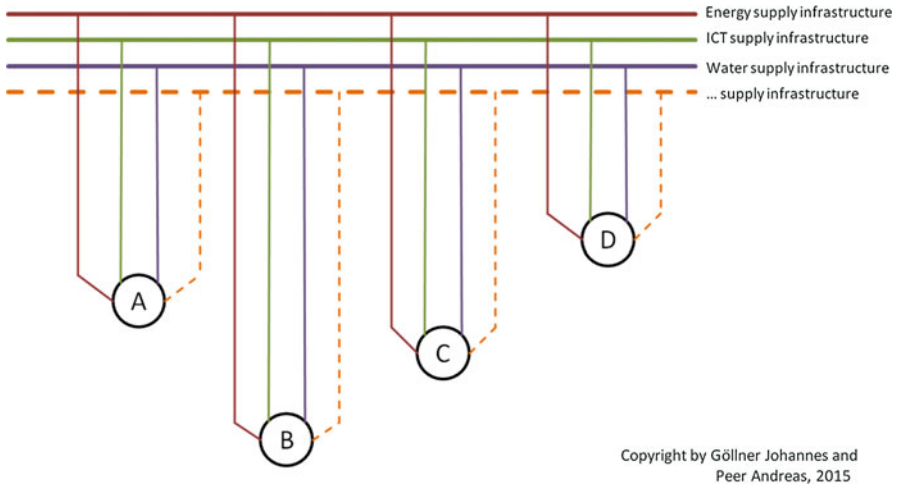 Energy supply infrastructure
ICT supply infrastructure
Water supply infrastructure
... supply infrastructure
D
A
C
B
Copyright by Göllner Johannes and
Peer Andreas, 2015